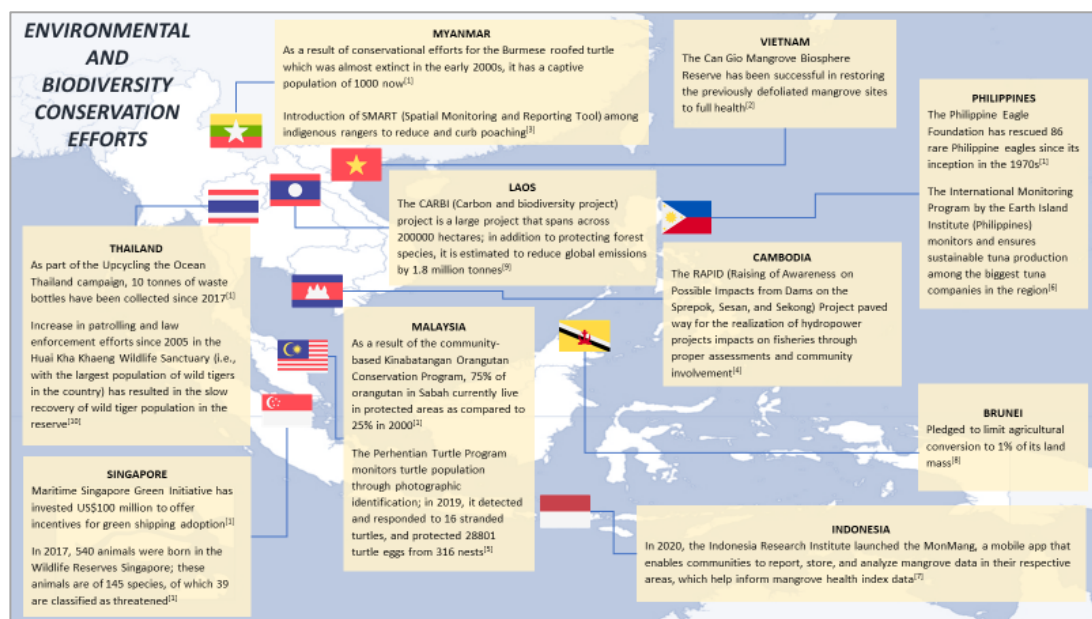 ENVIRONMENTAL
AND
BIODIVERSITY
CONSERVATION
EFFORTS
MYANMAR
As a result of conservational efforts for the Burmese roofed turtle
which was almost extinct in the early 2000s, it has a captive
population of 1000 now[1]
Introduction of SMART (Spatial Monitoring and Reporting Tool) among
indigenous rangers to reduce and curb poaching[3]
VIETNAM
The Can Gio Mangrove Biosphere
Reserve has been successful in restoring
the previously defoliated mangrove sites
to full health[2]
PHILIPPINES
The Philippine Eagle
Foundation has rescued 86
rare Philippine eagles since its
inception in the 1970s[1]
The International Monitoring
Program by the Earth Island
Institute (Philippines)
monitors and ensures
sustainable tuna production
among the biggest tuna
companies in the region[6]
LAOS
The CARBI (Carbon and biodiversity project)
project is a large project that spans across
200000 hectares; in addition to protecting forest
species, it is estimated to reduce global emissions
by 1.8 million tonnes[9]
THAILAND
As part of the Upcycling the Ocean
Thailand campaign, 10 tonnes of waste
bottles have been collected since 2017[1]
Increase in patrolling and law
enforcement efforts since 2005 in the
Huai Kha Khaeng Wildlife Sanctuary (i.e.,
with the largest population of wild tigers
in the country) has resulted in the slow
recovery of wild tiger population in the
reserve[10]
CAMBODIA
The RAPID (Raising of Awareness on
Possible Impacts from Dams on the
Sprepok, Sesan, and Sekong) Project paved
way for the realization of hydropower
projects impacts on fisheries through
proper assessments and community
involvement[4]
MALAYSIA
As a result of the community-
based Kinabatangan Orangutan
Conservation Program, 75% of
orangutan in Sabah currently live
in protected areas as compared to
25% in 2000[1]
The Perhentian Turtle Program
monitors turtle population
through photographic
identification; in 2019, it detected
and responded to 16 stranded
turtles, and protected 28801
turtle eggs from 316 nests[5]
BRUNEI
Pledged to limit agricultural
conversion to 1% of its land
mass[8]
SINGAPORE
Maritime Singapore Green Initiative has
invested US$100 million to offer
incentives for green shipping adoption[1]
In 2017, 540 animals were born in the
Wildlife Reserves Singapore; these
animals are of 145 species, of which 39
are classified as threatened[1]
INDONESIA
In 2020, the Indonesia Research Institute launched the MonMang, a mobile app that
enables communities to report, store, and analyze mangrove data in their respective
areas, which help inform mangrove health index data[7]